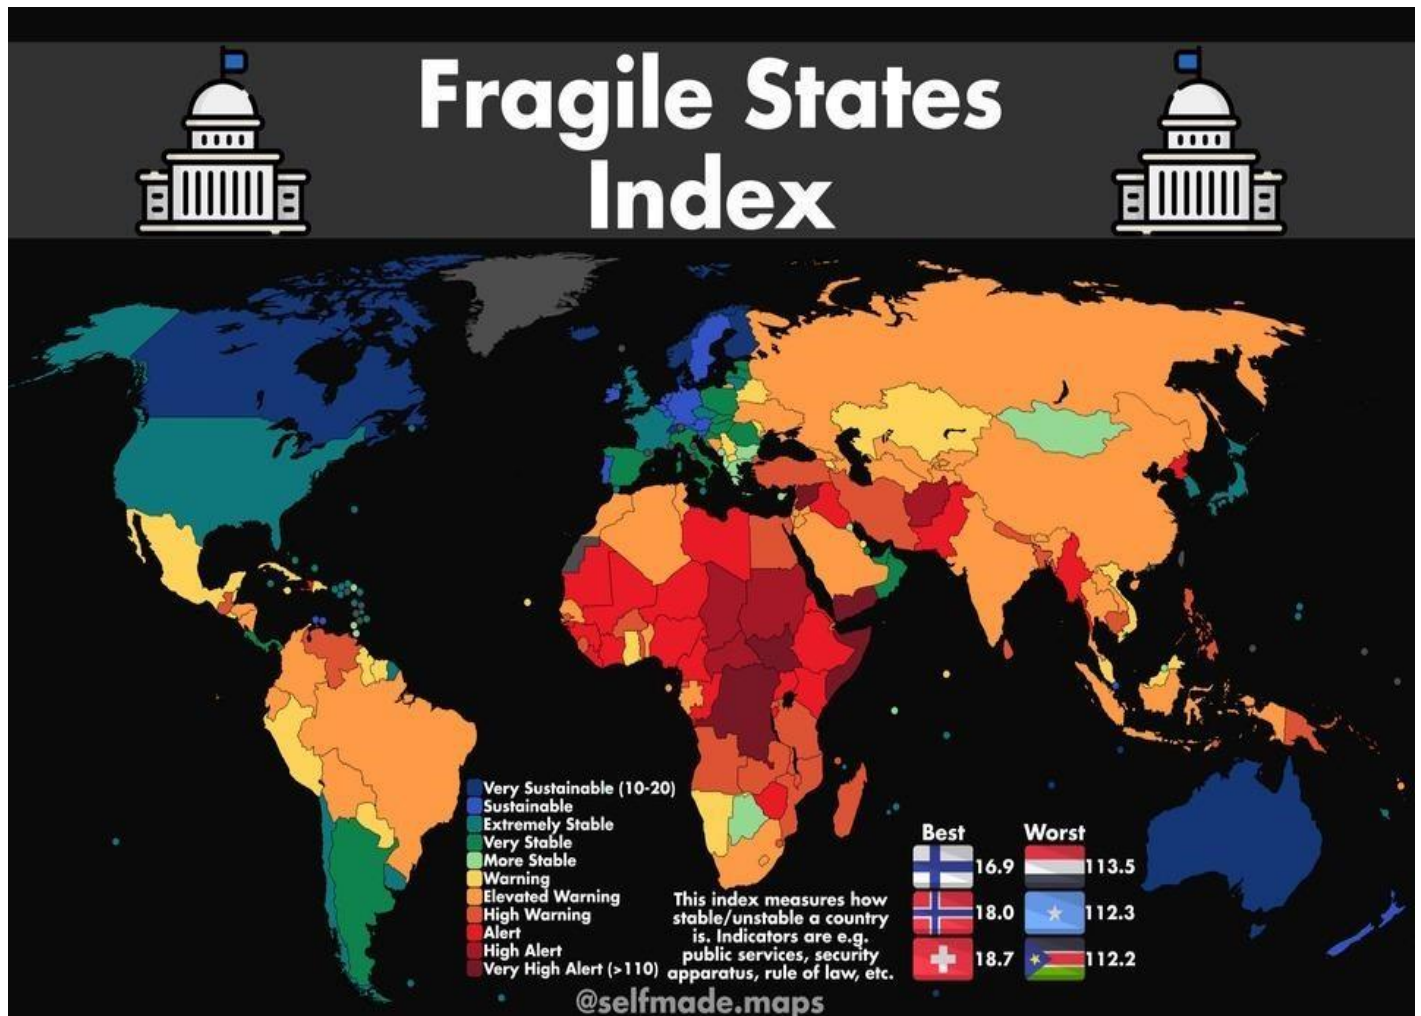 Fragile States
Index
Very Sustainable (10-20)
Sustainable
Extremely Stable
Very Stable
More Stable
Warning
Elevated Warning
High Warning
Alert
High Alert
Very High Alert (>110)
This index measures how
stable/unstable a country
is. Indicators are e.g.
public services, security
apparatus, rule of law, etc.
Best Worst
16.9 113.5
18.0 112.3
18.7 112.2
@selfmade.maps